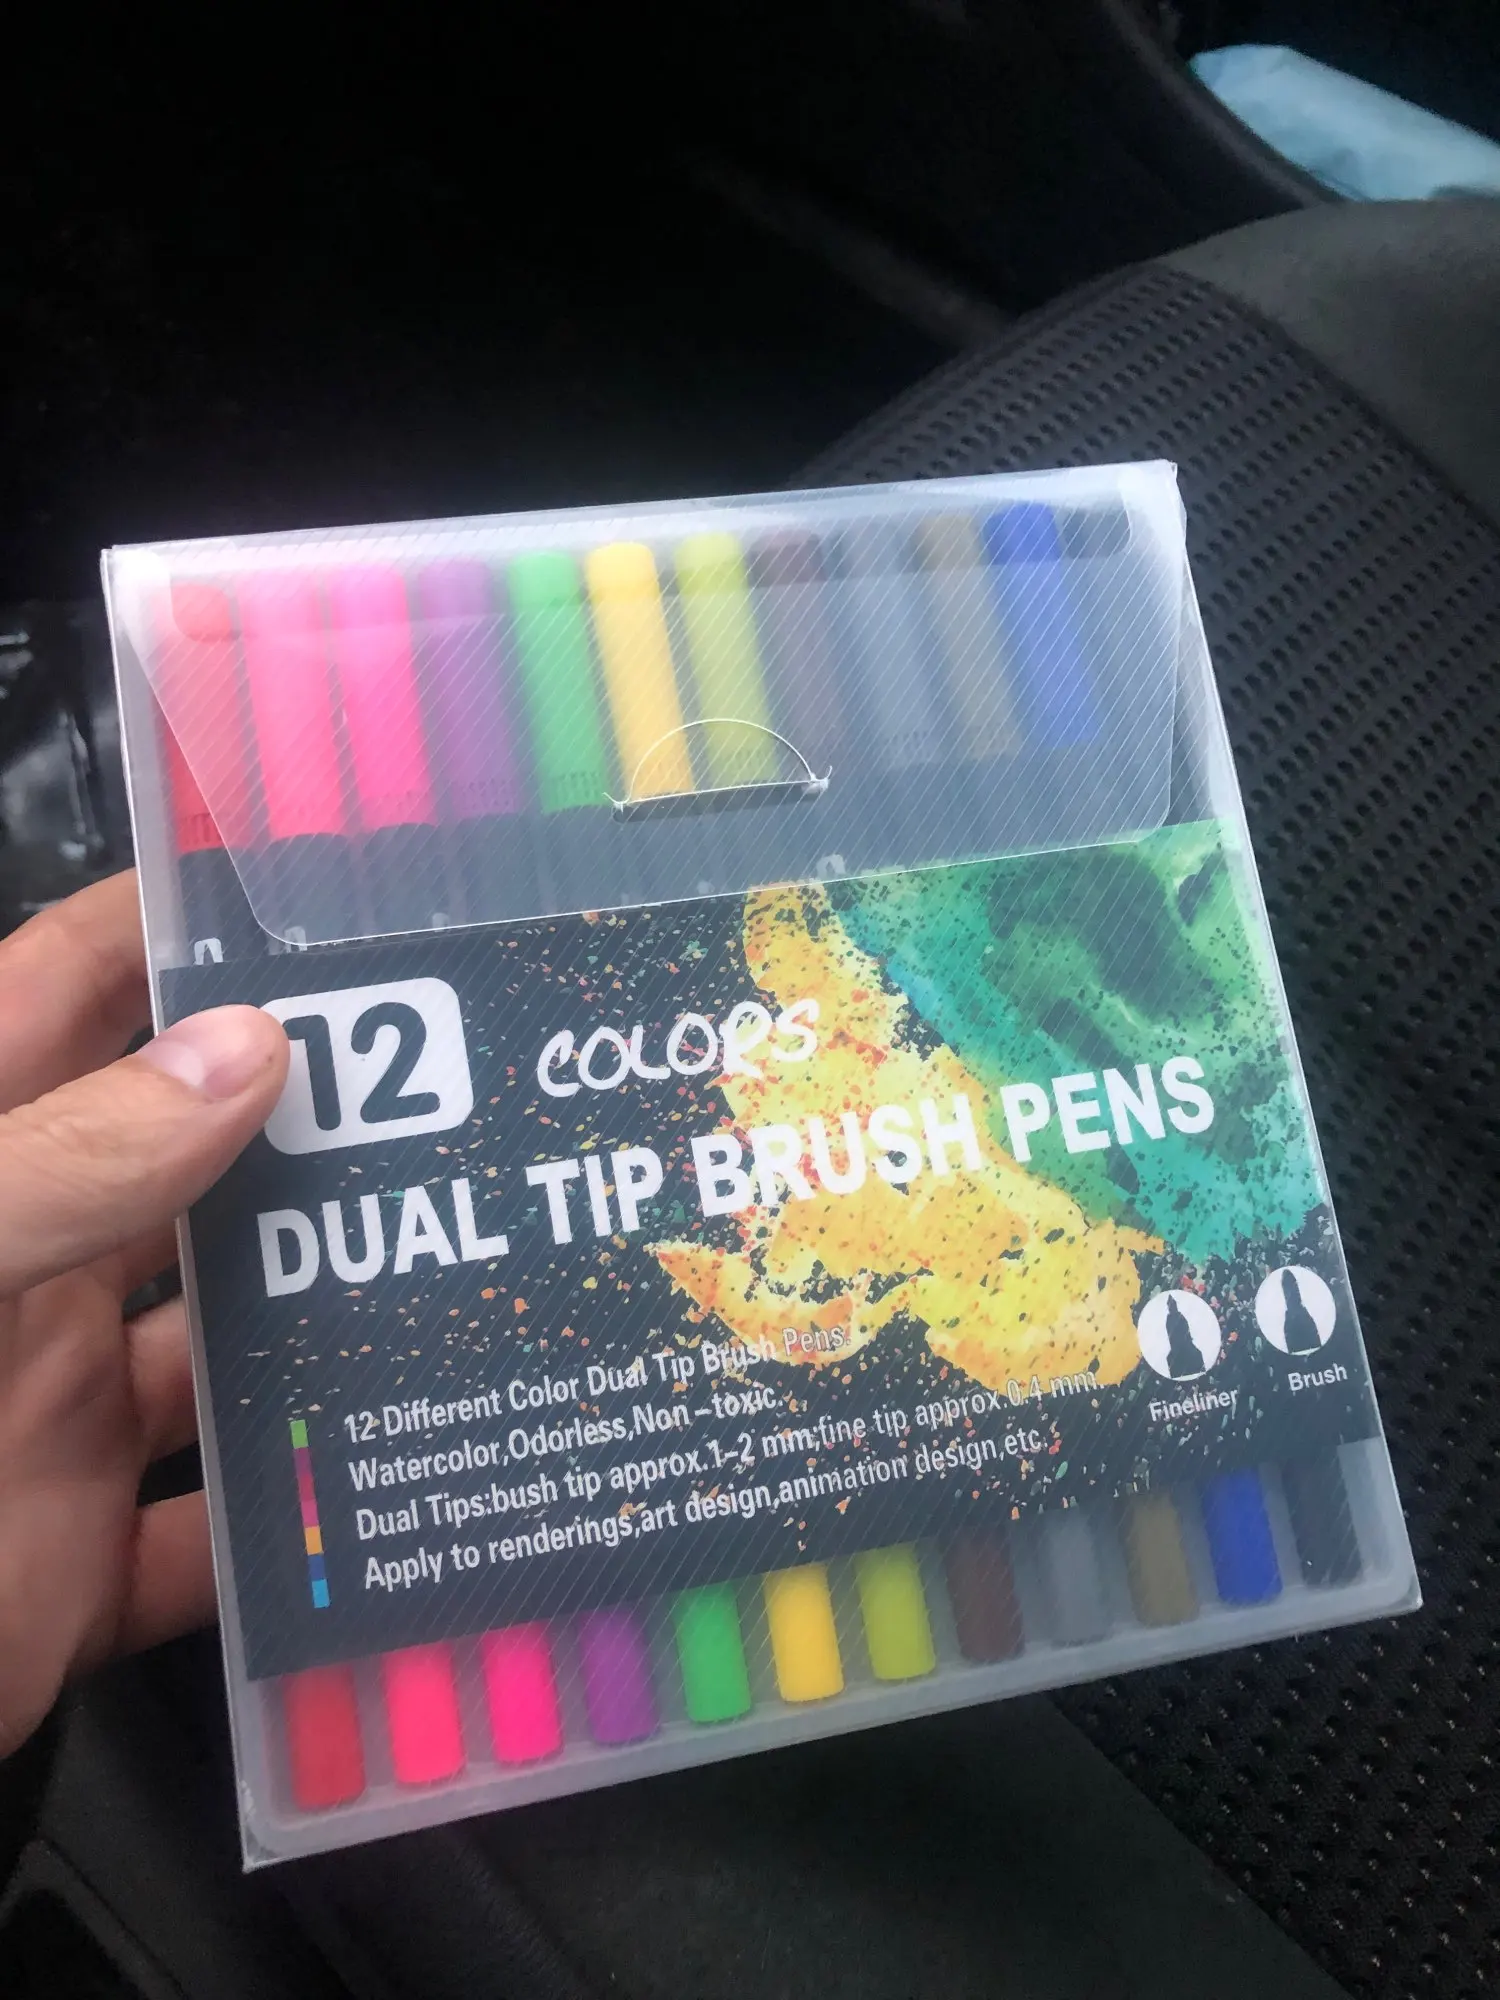 12 COLORS
DUAL TIP BRUSH PENS
12 Different Color Dual Tip Brush Pens.
Watercolor,Odorless,Non-toxic.
Dual Tips:bush tip approx.1-2 mm;fine tip approx.0.4 mm.
Apply to renderings,art design,animation design,etc.
Fineliner
Brush